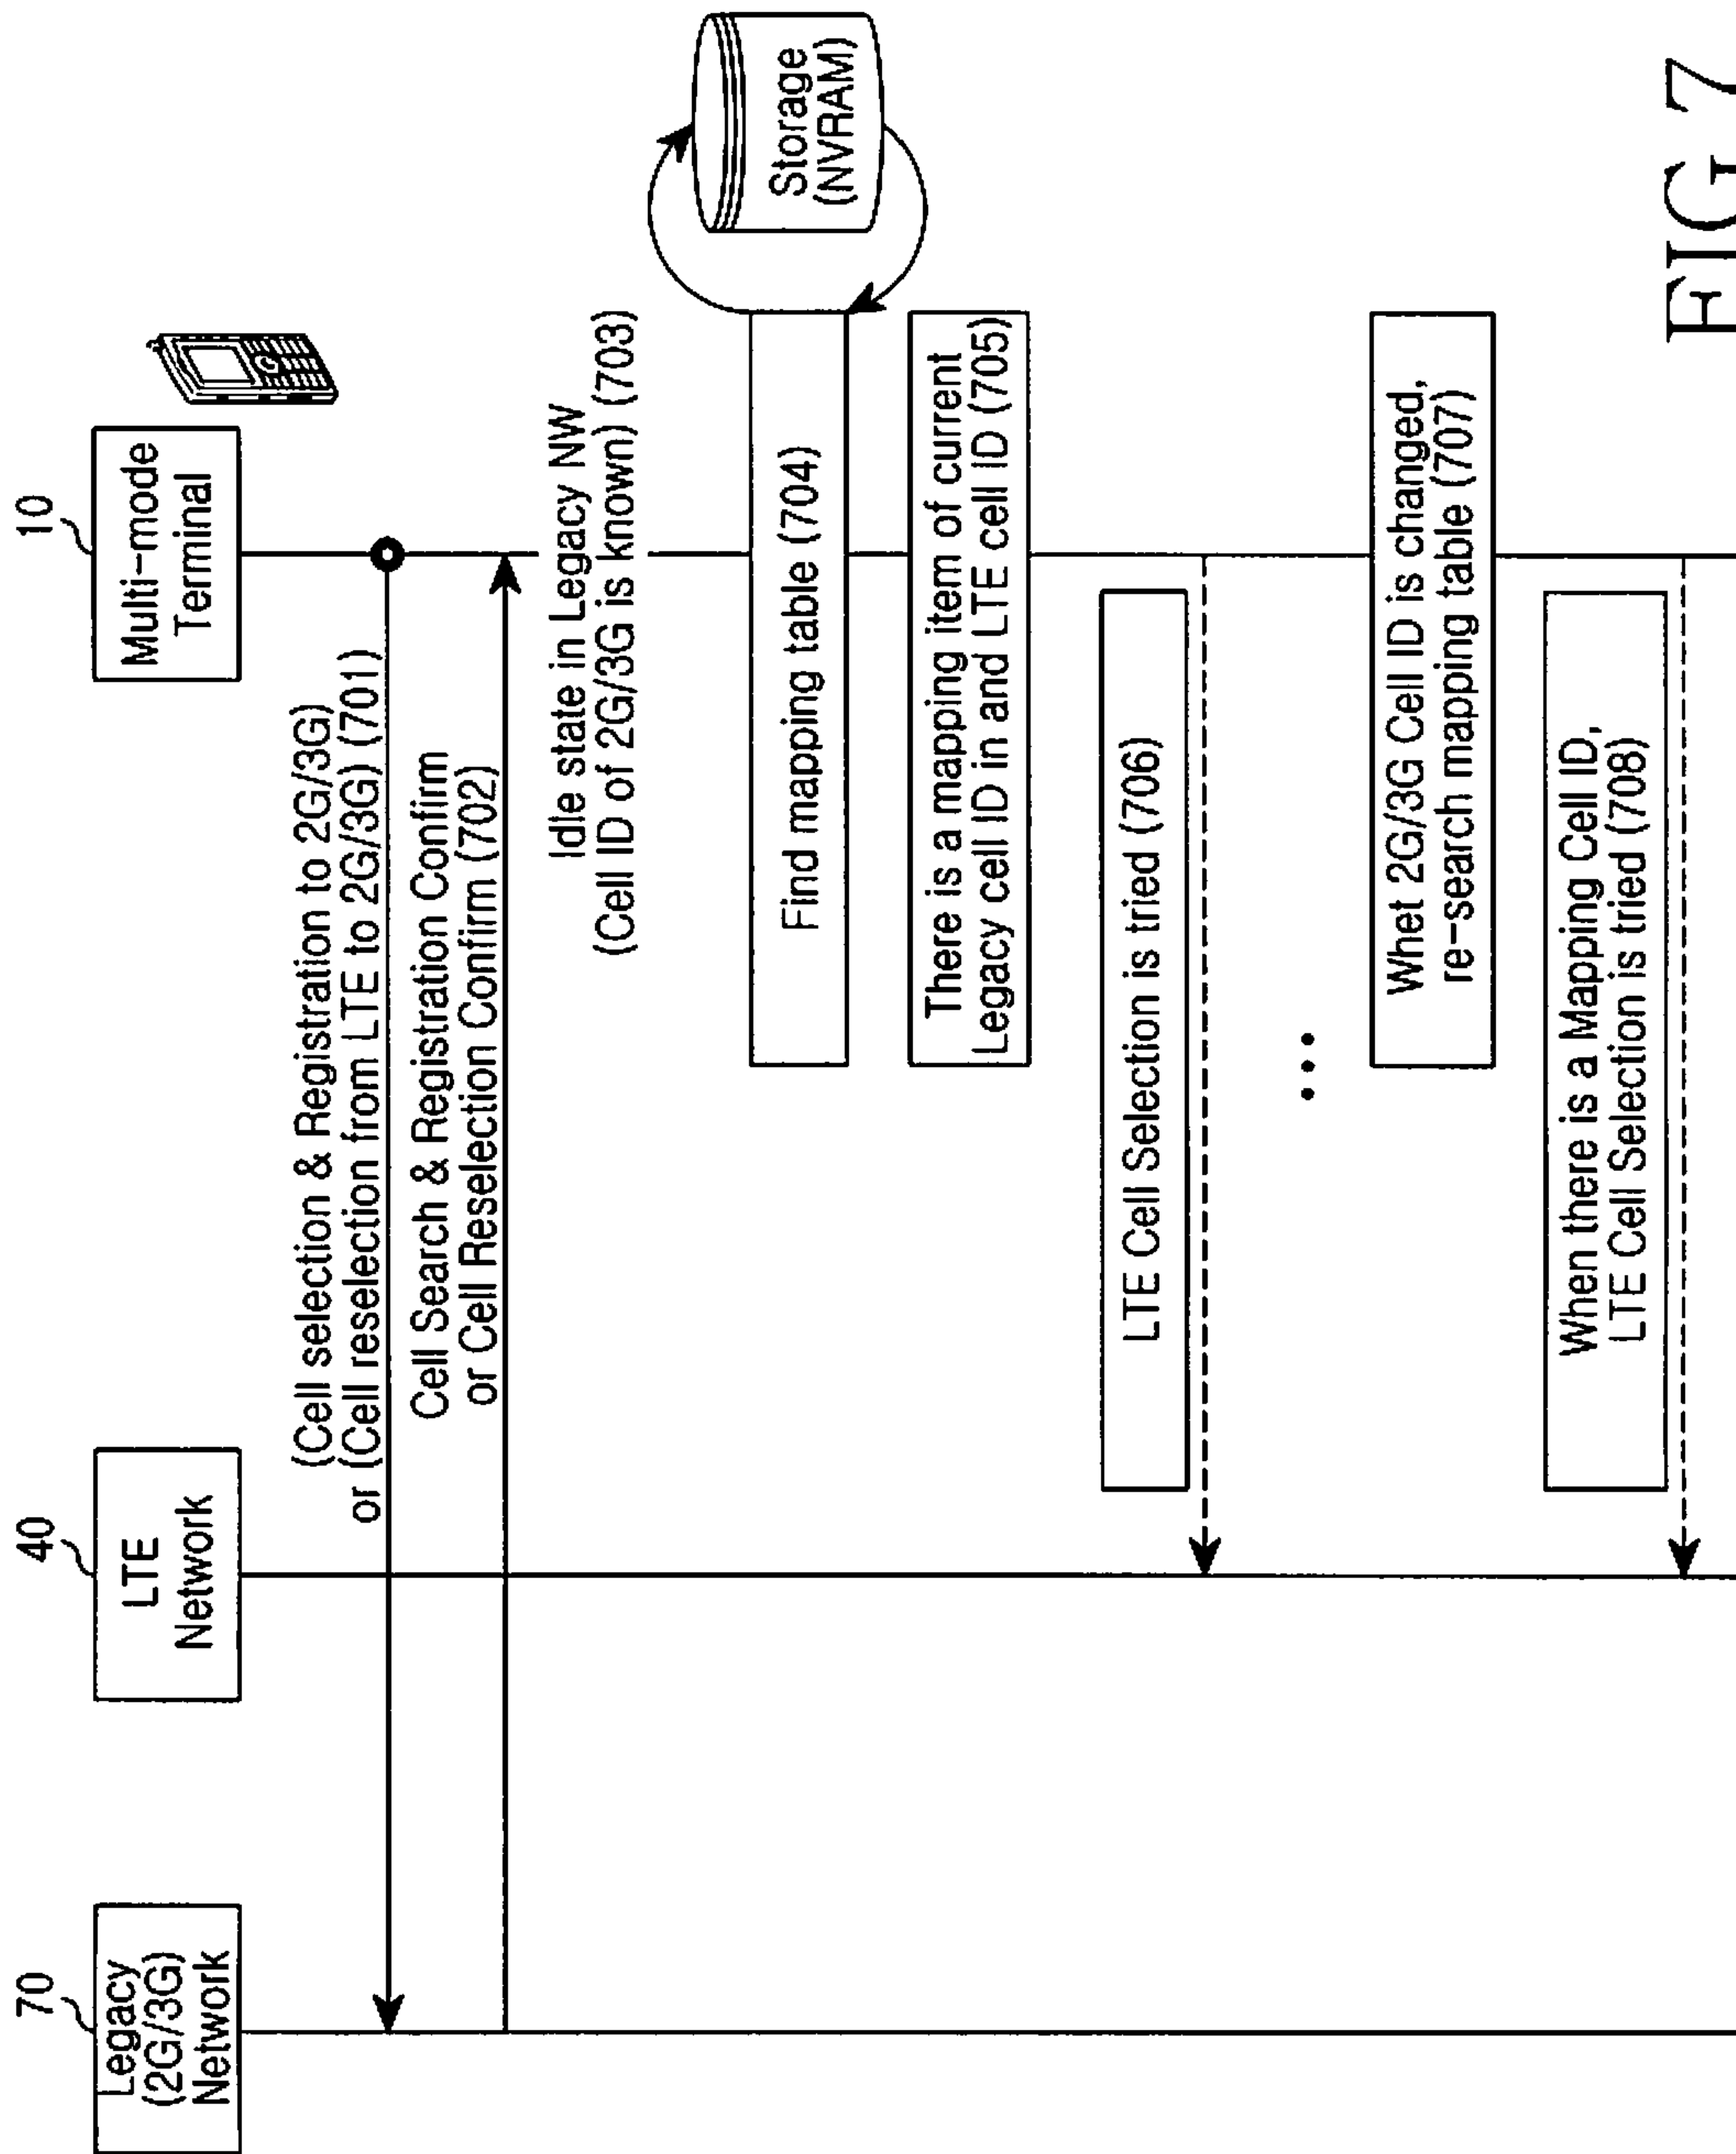 70
Legacy
(2G/3G)
Network
40
LTE
Network
10
Multi-mode
Terminal
(Cell selection & Registration to 2G/3G)
or (Cell reselection from LTE to 2G/3G) (701)
Cell Search & Registration Confirm
or Cell Reselection Confirm (702)
Idle state in Legacy NW
(Cell ID of 2G/3G is known) (703)
Storage
(NVRAM)
Find mapping table (704)
There is a mapping item of current
Legacy cell ID in and LTE cell ID (705)
LTE Cell Selection is tried (706)
...
Whet 2G/3G Cell ID is changed,
re-search mapping table (707)
When there is a Mapping Cell ID,
LTE Cell Selection is tried (708)
FIG.7